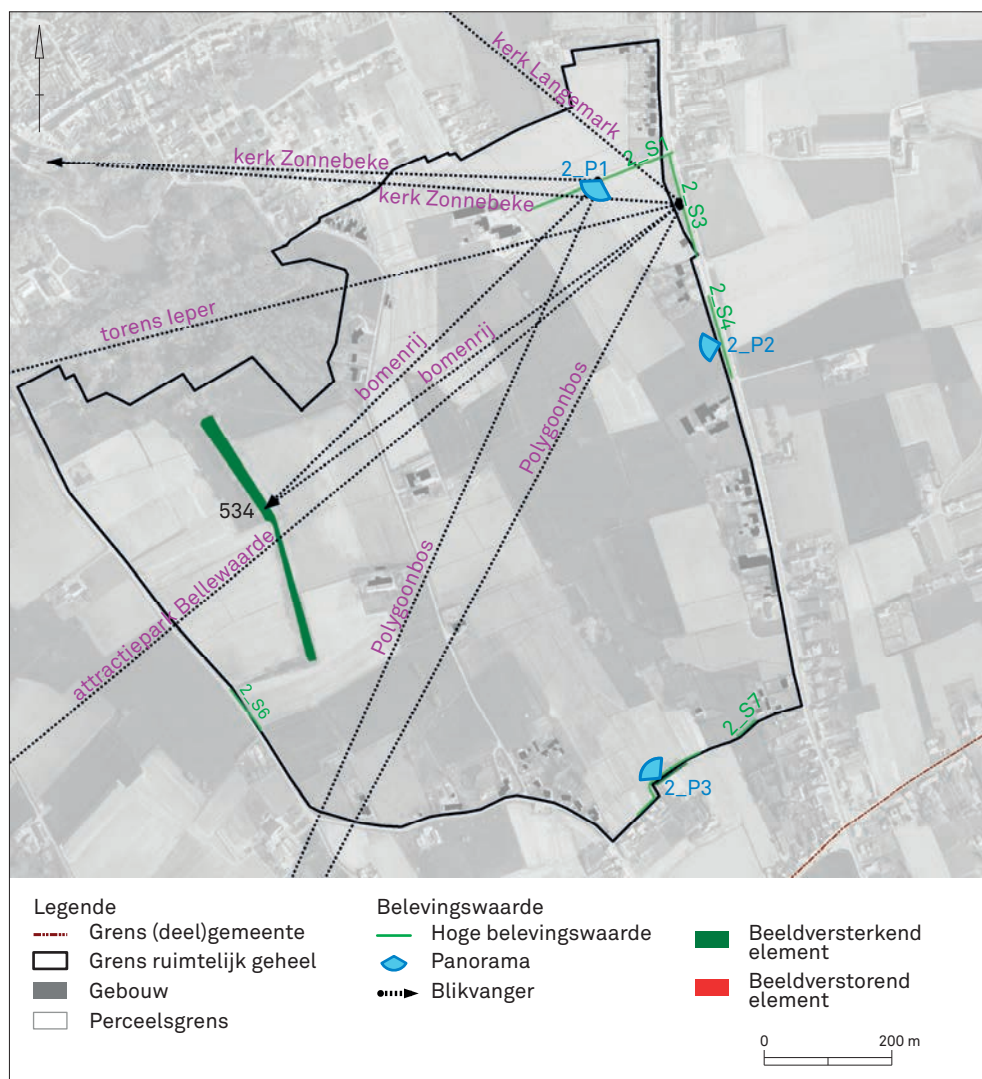 kerk Langemark
kerk Zonnebeke
2_S1
2_P1
kerk Zonnebeke
2_S3
torens Ieper
2_S4
2_P2
bomenrij
bomenrij
Polygoonbos
534
attractiepark Bellewaarde
Polygoonbos
2_S6
2_S7
2_P3
Legende
Grens (deel)gemeente
Grens ruimtelijk geheel
Gebouw
Perceelsgrens
Belevingswaarde
Hoge belevingswaarde
Panorama
Blikvanger
Beeldversterkend
element
Beeldverstorend
element
0 200 m